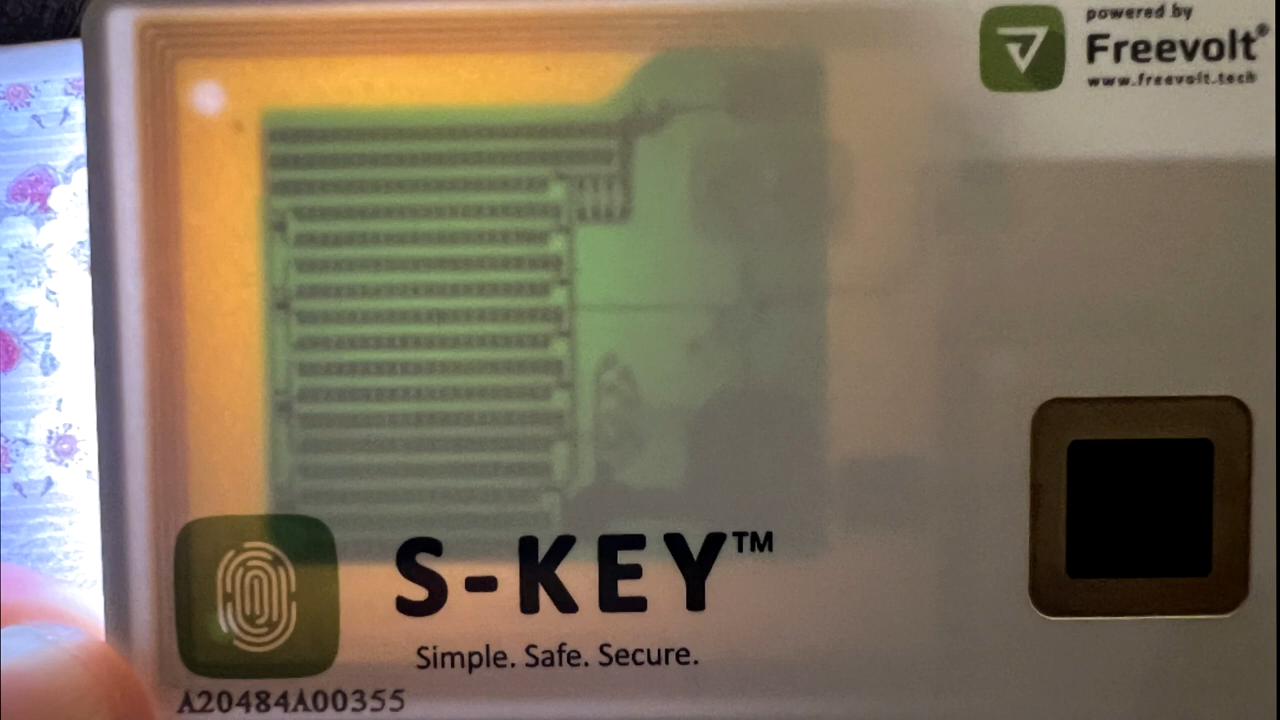 powered by
Freevolt®
www.freevolt.tech
S-KEY™
Simple. Safe. Secure.
A20484A00355